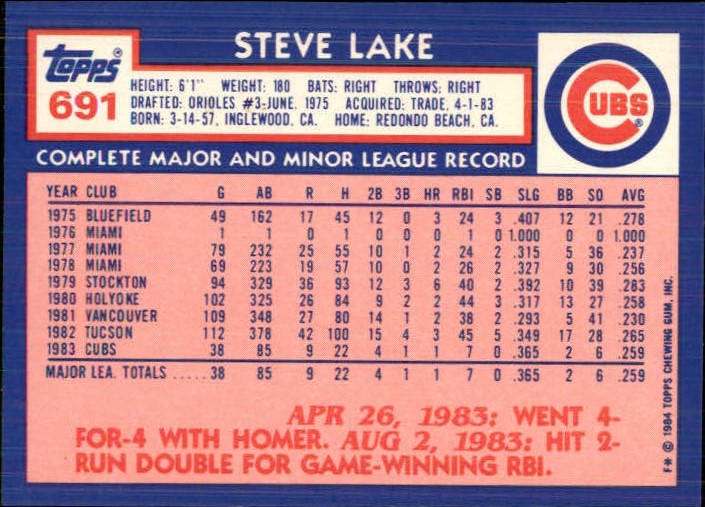 STEVE LAKE
Topps®
691
HEIGHT: 6'1" WEIGHT: 180 BATS: RIGHT THROWS: RIGHT
DRAFTED: ORIOLES #3-JUNE, 1975 ACQUIRED: TRADE, 4-1-83
BORN: 3-14-57, INGLEWOOD, CA. HOME: REDONDO BEACH, CA.
CUBS®
COMPLETE MAJOR AND MINOR LEAGUE RECORD
YEAR CLUB G AB R H 2B 3B HR RBI SB SLG BB SO AVG
1975 BLUEFIELD 49 162 17 45 12 0 3 24 3 .407 12 21 .278
1976 MIAMI 1 1 0 1 0 0 0 1 0 1.000 0 0 1.000
1977 MIAMI 79 232 25 55 10 1 2 24 2 .315 5 36 .237
1978 MIAMI 69 223 19 57 10 0 2 26 2 .327 9 30 .256
1979 STOCKTON 94 329 36 93 12 3 6 40 2 .392 10 39 .283
1980 HOLYOKE 102 325 26 84 9 2 2 44 3 .317 13 27 .258
1981 VANCOUVER 109 348 27 80 14 1 2 38 2 .293 5 41 .230
1982 TUCSON 112 378 42 100 15 4 3 45 5 .349 17 28 .265
1983 CUBS 38 85 9 22 4 1 1 7 0 .365 2 6 .259
MAJOR LEA. TOTALS ..... 38 85 9 22 4 1 1 7 0 .365 2 6 .259
APR 26, 1983: WENT 4-
FOR-4 WITH HOMER. AUG 2, 1983: HIT 2-
RUN DOUBLE FOR GAME-WINNING RBI.
F* © 1984 TOPPS CHEWING GUM, INC.